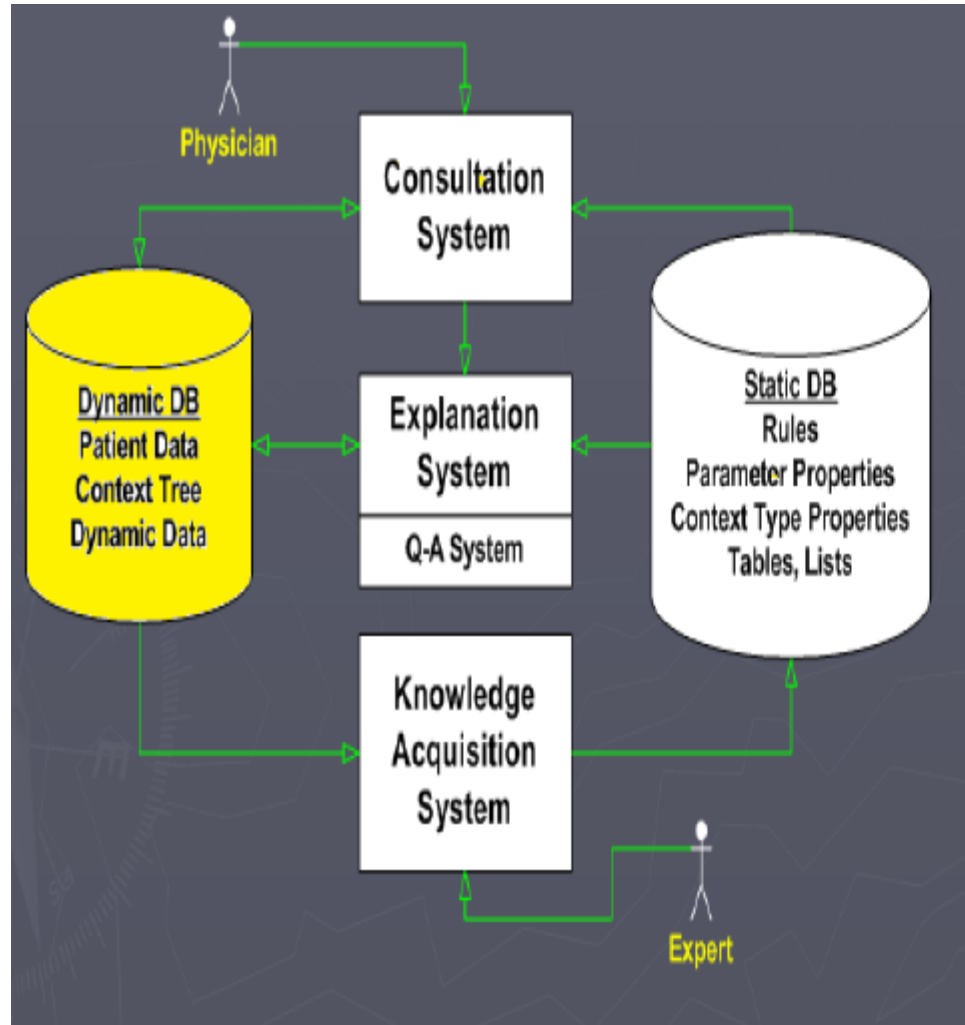 Physician
Consultation
System
Dynamic DB
Patient Data
Context Tree
Dynamic Data
Explanation
System
Q-A System
Static DB
Rules
Parameter Properties
Context Type Properties
Tables, Lists
Knowledge
Acquisition
System
Expert